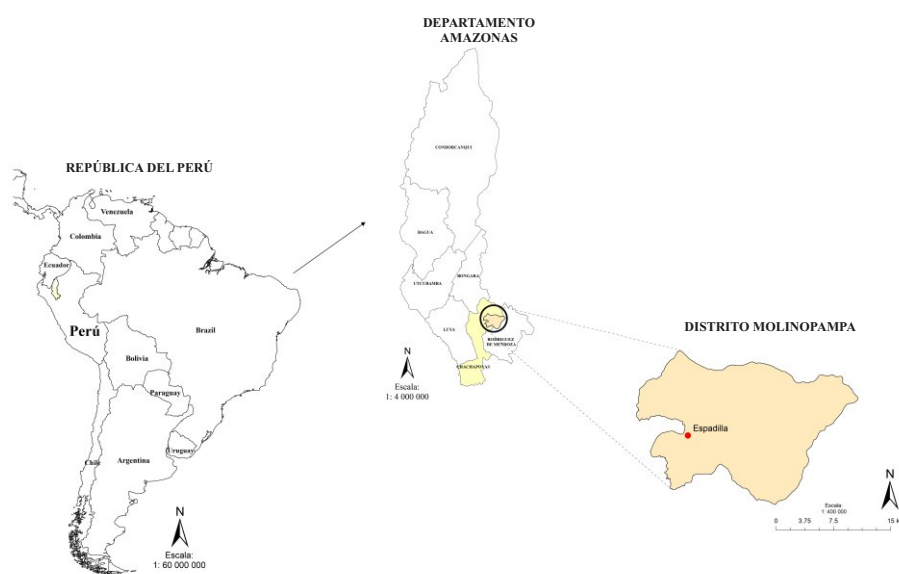 DEPARTAMENTO
AMAZONAS
REPÚBLICA DEL PERÚ
Venezuela
Colombia
Ecuador
Perú
Brazil
Bolivia
Paraguay
Chile
Argentina
Uruguay
N
Escala:
1: 60 000 000
CONDORCANQUI
BAGUA
BONGARA
UTCUBAMBA
LUYA
RODRIGUEZ
DE MENDOZA
CHACHAPOYAS
N
Escala:
1: 4 000 000
DISTRITO MOLINOPAMPA
Espadilla
N
Escala:
1: 400 000
0 3.75 7.5 15 k